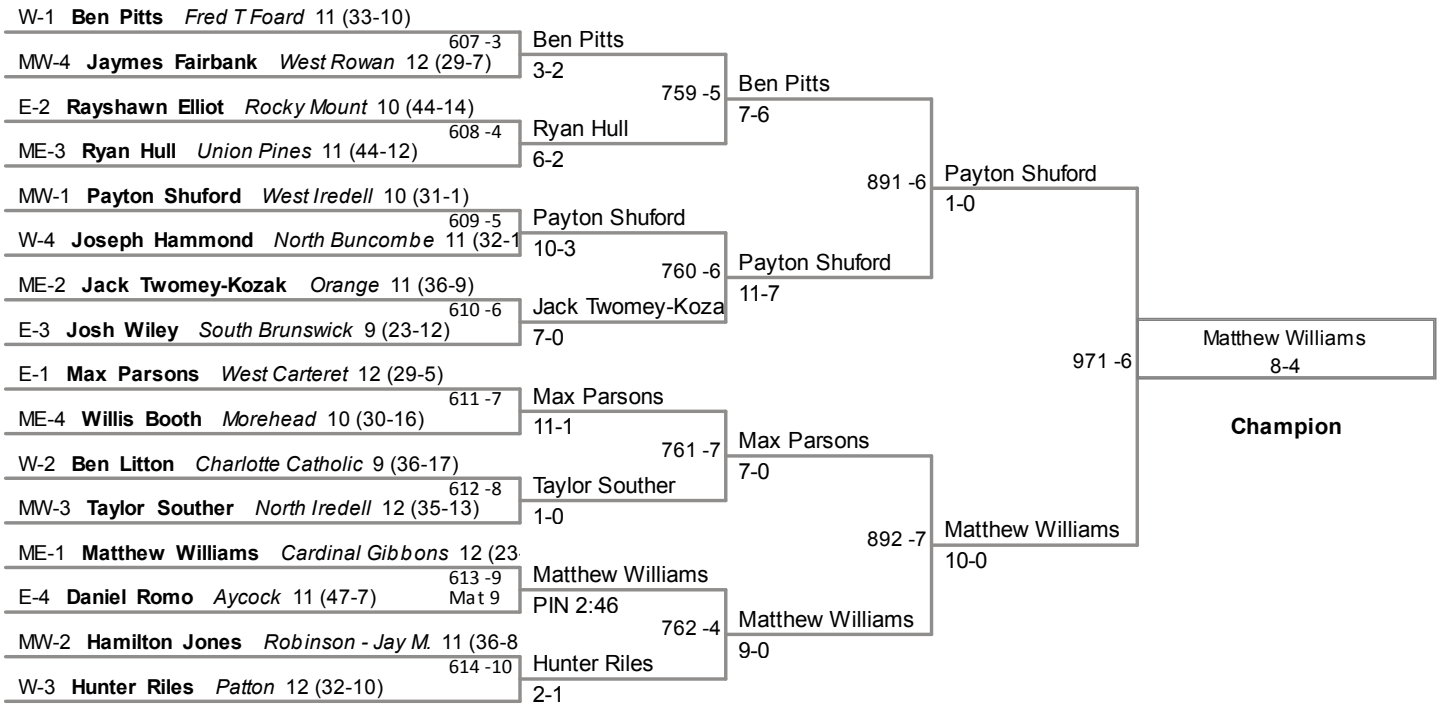 W-1 Ben Pitts Fred T Foard 11 (33-10)
607 -3
Ben Pitts
MW-4 Jaymes Fairbank West Rowan 12 (29-7)
3-2
759 -5
Ben Pitts
7-6
E-2 Rayshawn Elliot Rocky Mount 10 (44-14)
608 -4
Ryan Hull
ME-3 Ryan Hull Union Pines 11 (44-12)
6-2
891 -6
Payton Shuford
1-0
MW-1 Payton Shuford West Iredell 10 (31-1)
609 -5
Payton Shuford
W-4 Joseph Hammond North Buncombe 11 (32-1
10-3
760 -6
Payton Shuford
11-7
ME-2 Jack Twomey-Kozak Orange 11 (36-9)
610 -6
Jack Twomey-Koza
E-3 Josh Wiley South Brunswick 9 (23-12)
7-0
971 -6
Matthew Williams
8-4
Champion
E-1 Max Parsons West Carteret 12 (29-5)
611 -7
Max Parsons
ME-4 Willis Booth Morehead 10 (30-16)
11-1
761 -7
Max Parsons
7-0
W-2 Ben Litton Charlotte Catholic 9 (36-17)
612 -8
Taylor Souther
MW-3 Taylor Souther North Iredell 12 (35-13)
1-0
892 -7
Matthew Williams
10-0
ME-1 Matthew Williams Cardinal Gibbons 12 (23-
613 -9
Matthew Williams
E-4 Daniel Romo Aycock 11 (47-7)
Mat 9
PIN 2:46
762 -4
Matthew Williams
9-0
MW-2 Hamilton Jones Robinson - Jay M. 11 (36-8
614 -10
Hunter Riles
W-3 Hunter Riles Patton 12 (32-10)
2-1